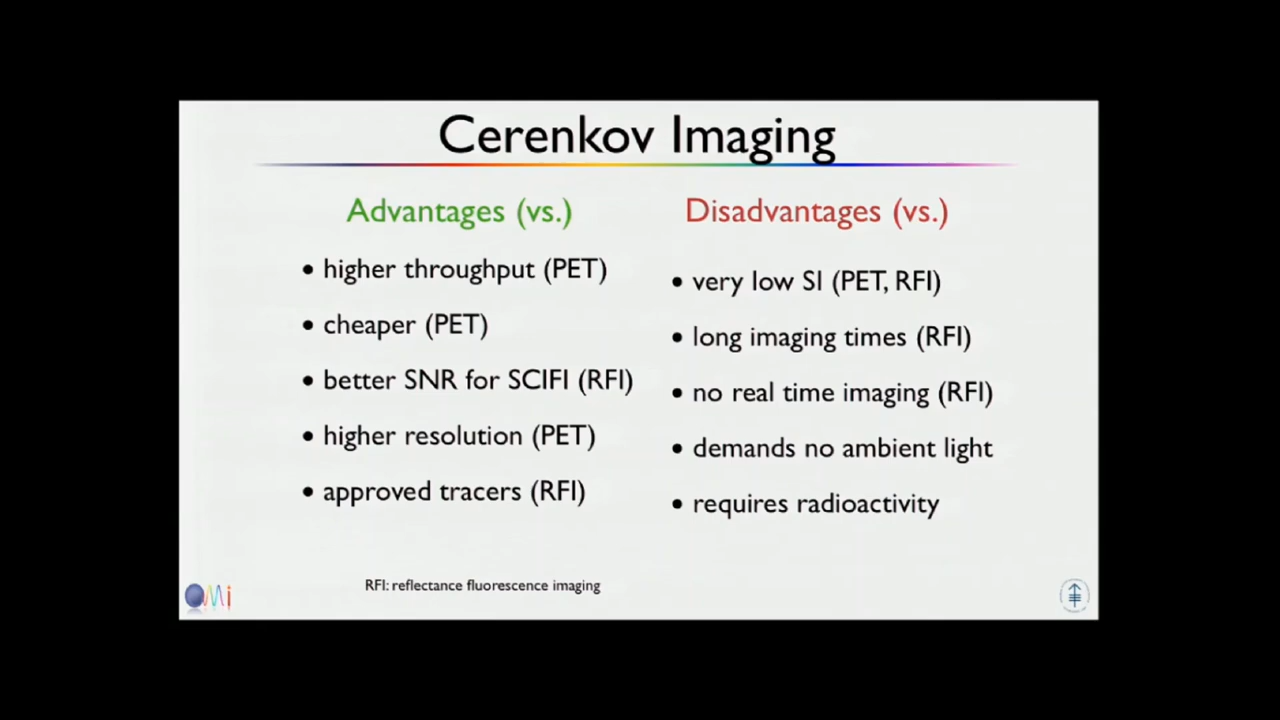 Cerenkov Imaging
Advantages (vs.)
• higher throughput (PET)
• cheaper (PET)
• better SNR for SCIFI (RFI)
• higher resolution (PET)
• approved tracers (RFI)
Disadvantages (vs.)
• very low SI (PET, RFI)
• long imaging times (RFI)
• no real time imaging (RFI)
• demands no ambient light
• requires radioactivity
RFI: reflectance fluorescence imaging
OMi